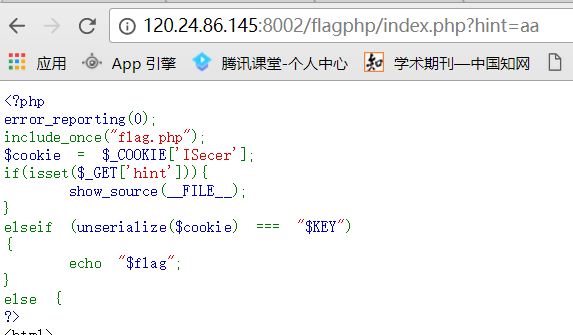 120.24.86.145:8002/flagphp/index.php?hint=aa
应用 App 引擎 腾讯课堂-个人中心 知 学术期刊—中国知网
<?php
error_reporting(0);
include_once("flag.php");
$cookie = $_COOKIE['ISecer'];
if(isset($_GET['hint'])){
show_source(__FILE__);
}
elseif (unserialize($cookie) === "$KEY")
{
echo "$flag";
}
else {
?>
<html>